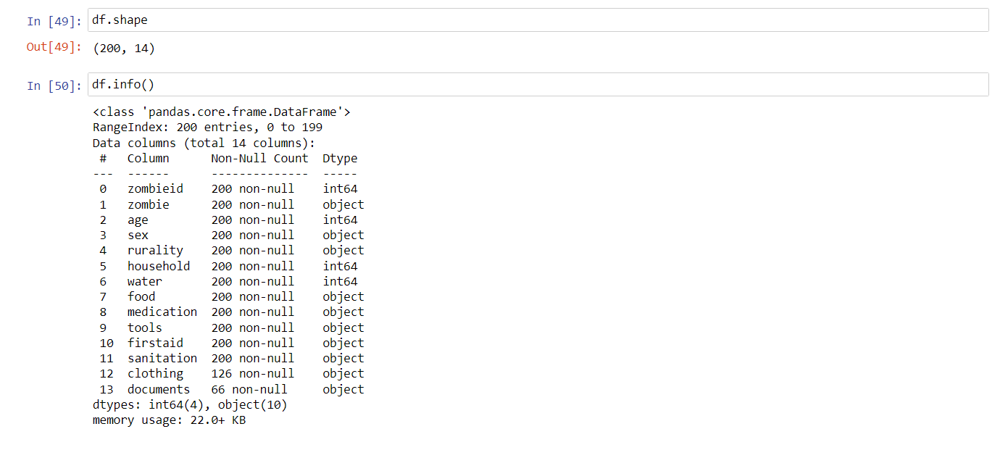 In [49]: df.shape
Out[49]: (200, 14)
In [50]: df.info()
<class 'pandas.core.frame.DataFrame'>
RangeIndex: 200 entries, 0 to 199
Data columns (total 14 columns):
 #   Column      Non-Null Count  Dtype
---  ------      --------------  -----
 0   zombieid    200 non-null    int64
 1   zombie      200 non-null    object
 2   age         200 non-null    int64
 3   sex         200 non-null    object
 4   rurality    200 non-null    object
 5   household   200 non-null    int64
 6   water       200 non-null    int64
 7   food        200 non-null    object
 8   medication  200 non-null    object
 9   tools       200 non-null    object
 10  firstaid    200 non-null    object
 11  sanitation  200 non-null    object
 12  clothing    126 non-null    object
 13  documents   66 non-null     object
dtypes: int64(4), object(10)
memory usage: 22.0+ KB